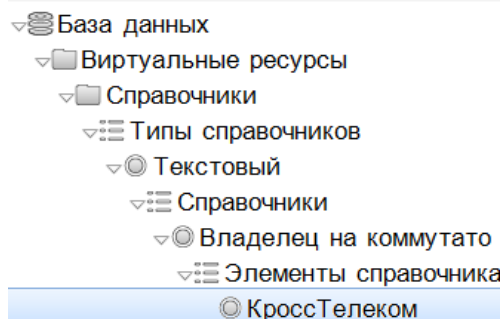 База данных
Виртуальные ресурсы
Справочники
Типы справочников
Текстовый
Справочники
Владелец на коммутато
Элементы справочника
КроссТелеком